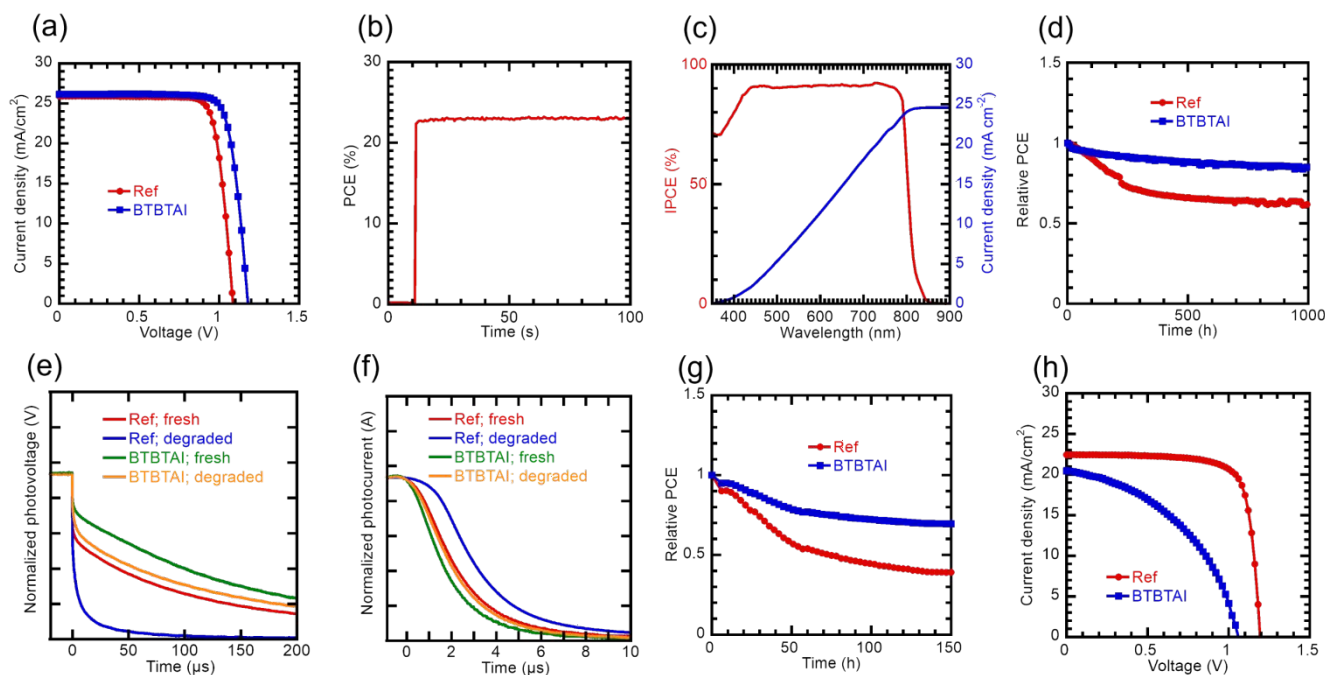 (a)
Current density (mA/cm²)
30
25
20
15
10
5
0
Ref
BTBTAI
0 0.5 1 1.5
Voltage (V)
(b)
PCE (%)
30
20
10
0
0 50 100
Time (s)
(c)
IPCE (%)
100
50
0
Current density (mA cm⁻²)
30
25
20
15
10
5
0
400 500 600 700 800 900
Wavelength (nm)
(d)
Relative PCE
1.5
1
0.5
0
Ref
BTBTAI
0 500 1000
Time (h)
(e)
Normalized photovoltage (V)
Ref; fresh
Ref; degraded
BTBTAI; fresh
BTBTAI; degraded
0 50 100 150 200
Time (µs)
(f)
Normalized photocurrent (A)
Ref; fresh
Ref; degraded
BTBTAI; fresh
BTBTAI; degraded
0 2 4 6 8 10
Time (µs)
(g)
Relative PCE
1.5
1
0.5
0
Ref
BTBTAI
0 50 100 150
Time (h)
(h)
Current density (mA/cm²)
30
25
20
15
10
5
0
Ref
BTBTAI
0 0.5 1 1.5
Voltage (V)